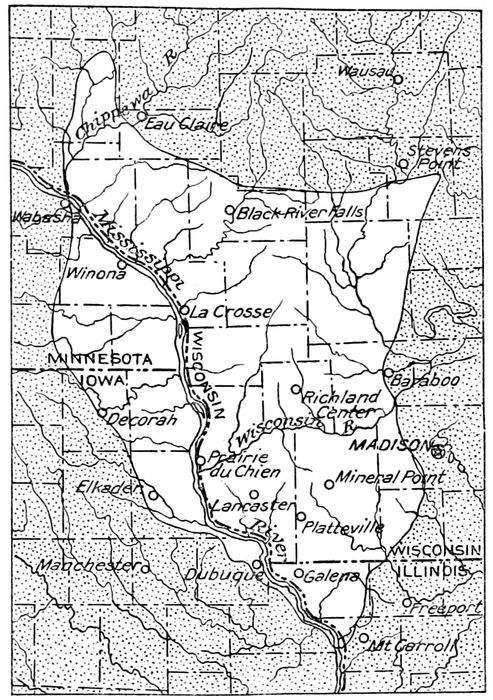 Wausau
Chippewa R
Eau Claire
Stevens
Point
Wabasha
Mississippi
Black River Falls
Winona
La Crosse
WISCONSIN
MINNESOTA
IOWA
Baraboo
Richland
Center
Decorah
Wisconsin R
MADISON
Prairie
du Chien
Mineral Point
Elkader
Lancaster
Platteville
River
WISCONSIN
ILLINOIS
Manchester
Dubuque
Galena
Freeport
Mt Carroll